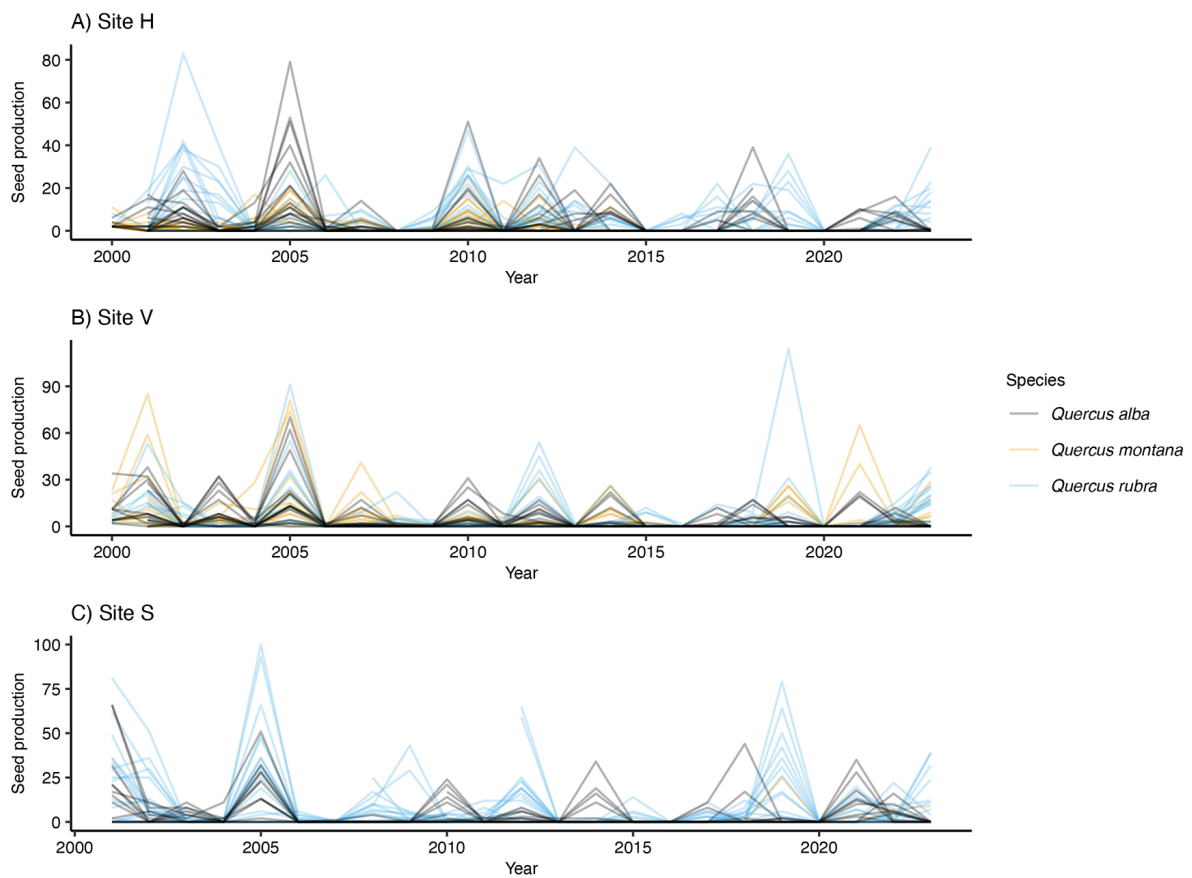 A) Site H
Seed production
80
60
40
20
0
2000 2005 2010 2015 2020
Year
B) Site V
Seed production
90
60
30
0
2000 2005 2010 2015 2020
Year
Species
Quercus alba
Quercus montana
Quercus rubra
C) Site S
Seed production
100
75
50
25
0
2000 2005 2010 2015 2020
Year